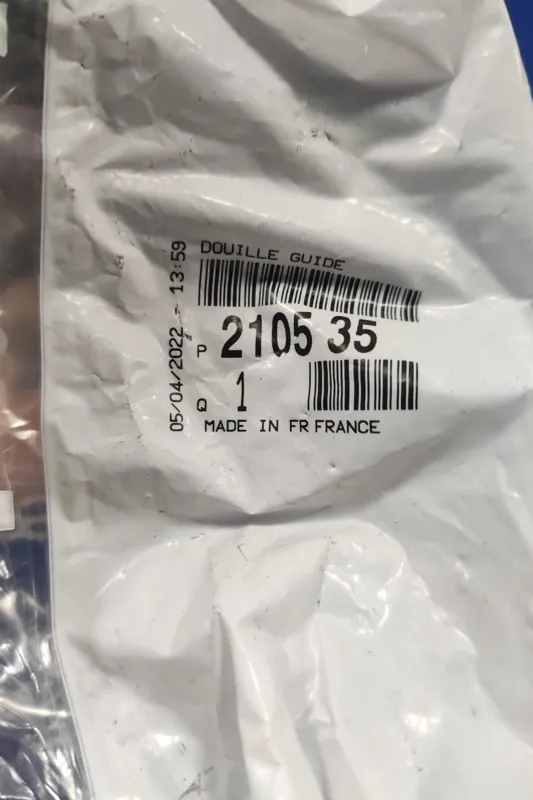 DOUILLE GUIDE
P 2105 35
Q 1
MADE IN FR FRANCE
05/04/2022 - 13:59